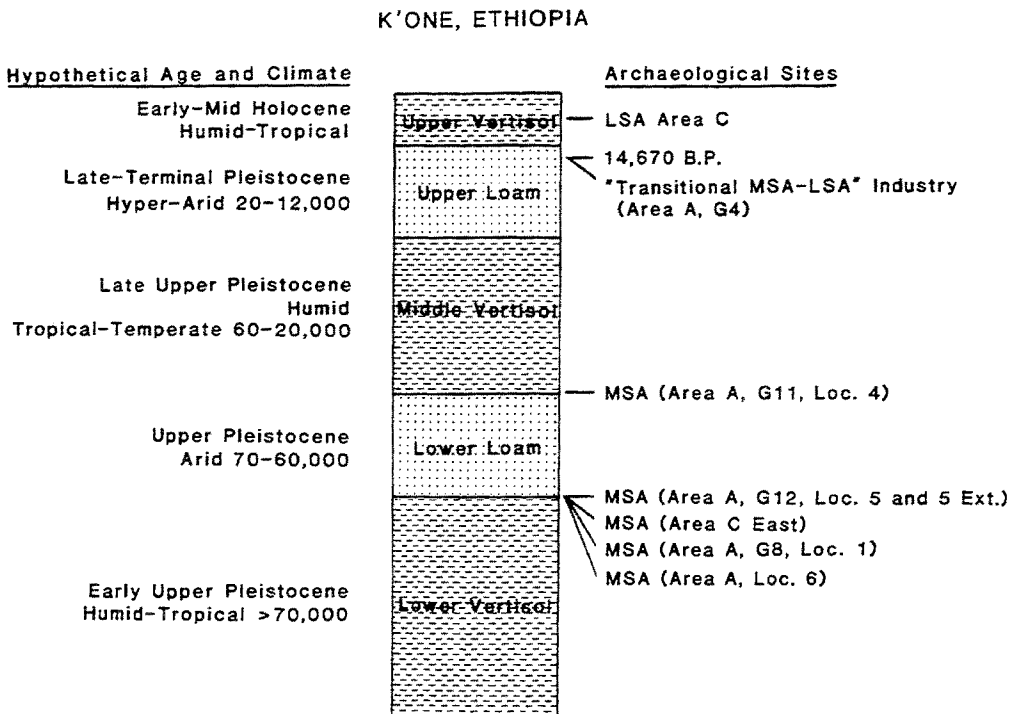 K'ONE, ETHIOPIA
Hypothetical Age and Climate
Early-Mid Holocene
Humid-Tropical
Late-Terminal Pleistocene
Hyper-Arid 20-12,000
Late Upper Pleistocene
Humid
Tropical-Temperate 60-20,000
Upper Pleistocene
Arid 70-60,000
Early Upper Pleistocene
Humid-Tropical >70,000
Upper Vertisol
Upper Loam
Middle Vertisol
Lower Loam
Lower Vertisol
Archaeological Sites
LSA Area C
14,670 B.P.
"Transitional MSA-LSA" Industry
(Area A, G4)
MSA (Area A, G11, Loc. 4)
MSA (Area A, G12, Loc. 5 and 5 Ext.)
MSA (Area C East)
MSA (Area A, G8, Loc. 1)
MSA (Area A, Loc. 6)